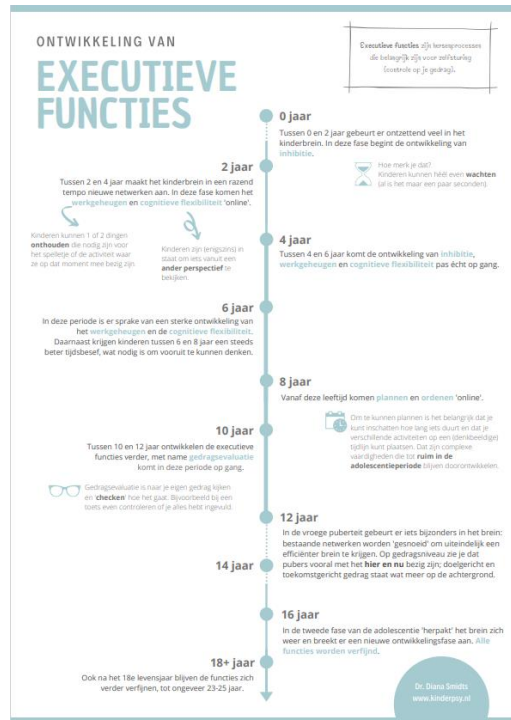 ONTWIKKELING VAN
EXECUTIEVE
FUNCTIES
Executieve functies zijn hersenprocesses
die belangrijk zijn voor zelfsturing
(controle op je gedrag).
0 jaar
Tussen 0 en 2 jaar gebeurt er ontzettend veel in het
kinderbrein. In deze fase begint de ontwikkeling van
inhibitie.
Hoe merk je dat?
Kinderen kunnen héél even wachten
(al is het maar een paar seconden).
2 jaar
Tussen 2 en 4 jaar maakt het kinderbrein in een razend
tempo nieuwe netwerken aan. In deze fase komen het
werkgeheugen en cognitieve flexibiliteit 'online'.
Kinderen kunnen 1 of 2 dingen
onthouden die nodig zijn voor
het spelletje of de activiteit waar
ze op dat moment mee bezig zijn
Kinderen zijn (enigszins) in
staat om iets vanuit een
ander perspectief te
bekijken.
4 jaar
Tussen 4 en 6 jaar komt de ontwikkeling van inhibitie,
werkgeheugen en cognitieve flexibiliteit pas écht op gang.
6 jaar
In deze periode is er sprake van een sterke ontwikkeling van
het werkgeheugen en de cognitieve flexibiliteit.
Daarnaast krijgen kinderen tussen 6 en 8 jaar een steeds
beter tijdsbesef, wat nodig is om vooruit te kunnen denken.
8 jaar
Vanaf deze leeftijd komen plannen en ordenen 'online'.
Om te kunnen plannen is het belangrijk dat je
kunt inschatten hoe lang iets duurt en dat je
verschillende activiteiten op een (denkbeeldige)
tijdlijn kunt plaatsen. Dat zijn complexe
vaardigheden die tot ruim in de
adolescentieperiode blijven doorontwikkelen.
10 jaar
Tussen 10 en 12 jaar ontwikkelen de executieve
functies verder, met name gedragsevaluatie
komt in deze periode op gang.
Gedragsevaluatie is naar je eigen gedrag kijken
en 'checken' hoe het gaat. Bijvoorbeeld bij een
toets even controleren of je alles hebt ingevuld.
12 jaar
In de vroege puberteit gebeurt er iets bijzonders in het brein:
bestaande netwerken worden 'gesnoeid' om uiteindelijk een
efficiënter brein te krijgen. Op gedragsniveau zie je dat
pubers vooral met het hier en nu bezig zijn; doelgericht en
toekomstgericht gedrag staat wat meer op de achtergrond.
14 jaar
16 jaar
In de tweede fase van de adolescentie 'herpakt' het brein zich
weer en breekt er een nieuwe ontwikkelingsfase aan. Alle
functies worden verfijnd.
18+ jaar
Ook na het 18e levensjaar blijven de functies zich
verder verfijnen, tot ongeveer 23-25 jaar.
Dr. Diana Smidts
www.kinderpsy.nl